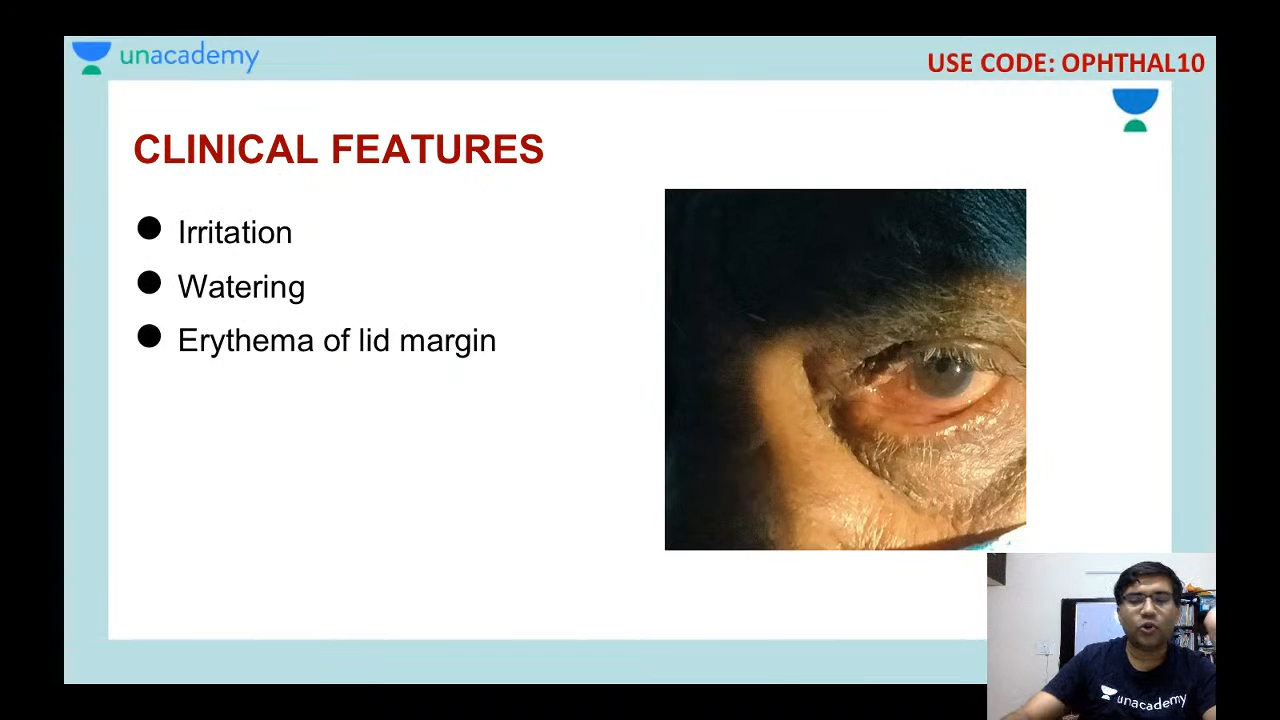 unacademy
USE CODE: OPHTHAL10
CLINICAL FEATURES
Irritation
Watering
Erythema of lid margin
unacademy